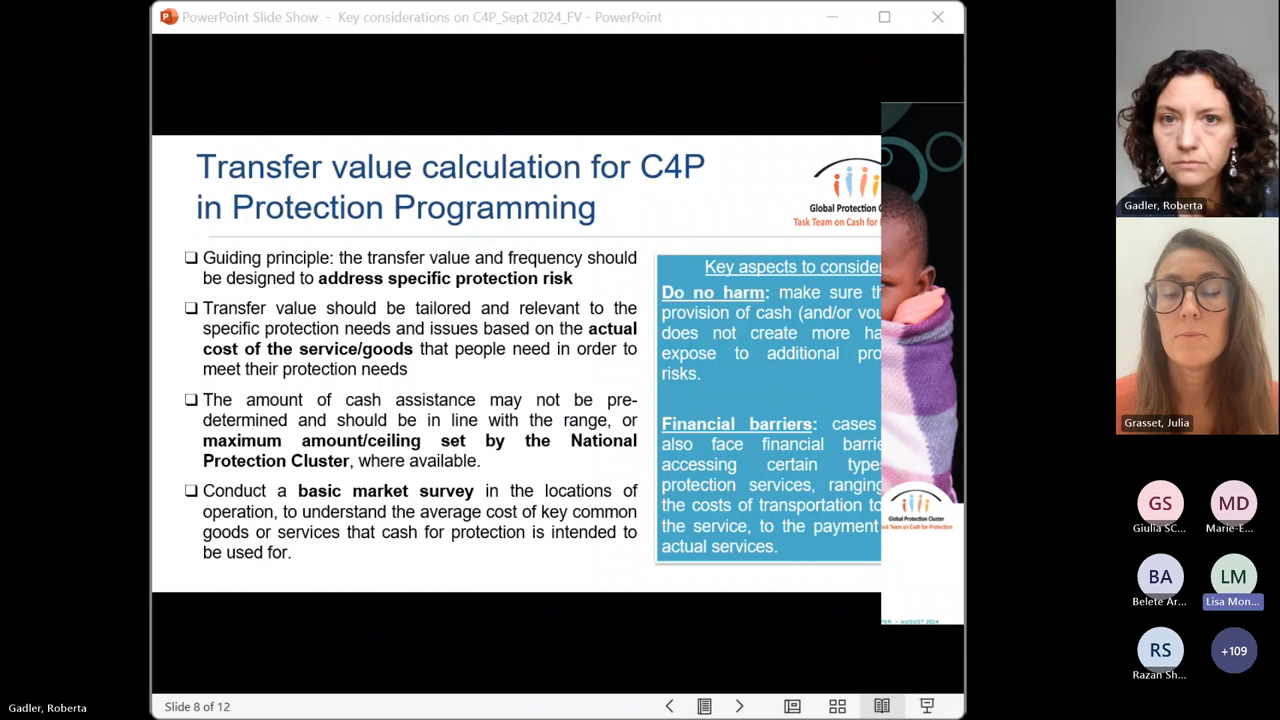 PowerPoint Slide Show - Key considerations on C4P_Sept 2024_FV - PowerPoint
Transfer value calculation for C4P
in Protection Programming
Global Protection C
Task Team on Cash for
❑ Guiding principle: the transfer value and frequency should
be designed to address specific protection risk
❑ Transfer value should be tailored and relevant to the
specific protection needs and issues based on the actual
cost of the service/goods that people need in order to
meet their protection needs
❑ The amount of cash assistance may not be pre-
determined and should be in line with the range, or
maximum amount/ceiling set by the National
Protection Cluster, where available.
❑ Conduct a basic market survey in the locations of
operation, to understand the average cost of key common
goods or services that cash for protection is intended to
be used for.
Key aspects to consider
Do no harm: make sure th
provision of cash (and/or vou
does not create more ha
expose to additional pro
risks.
Financial barriers: cases
also face financial barrie
accessing certain type
protection services, ranging
the costs of transportation to
the service, to the payment
actual services.
Global Protection Cluster
Task Team on Cash for Protection
- AUGUST 2024
Slide 8 of 12
Gadler, Roberta
Grasset, Julia
GS
Giulia SC...
MD
Marie-E...
BA
Belete Ar...
LM
Lisa Mon...
RS
Razan Sh...
+109
Gadler, Roberta